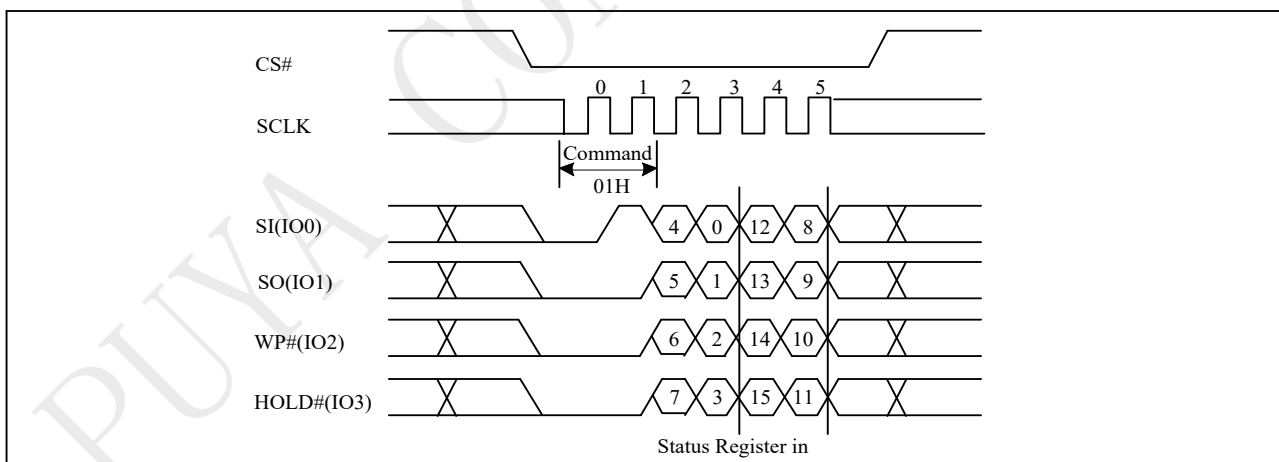 CS#
0 1 2 3 4 5
SCLK
Command
01H
SI(IO0) 4 0 12 8
SO(IO1) 5 1 13 9
WP#(IO2) 6 2 14 10
HOLD#(IO3) 7 3 15 11
Status Register in
PUYA